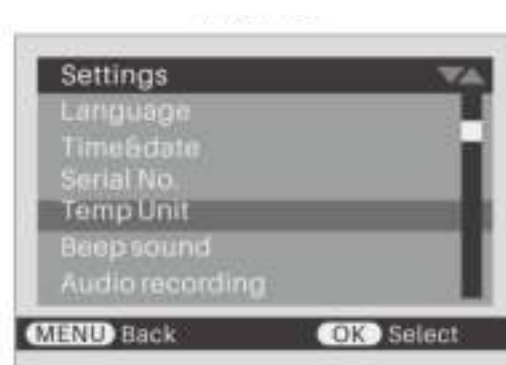 Settings
Language
Time&date
Serial No.
Temp Unit
Beep sound
Audio recording
MENU Back OK Select